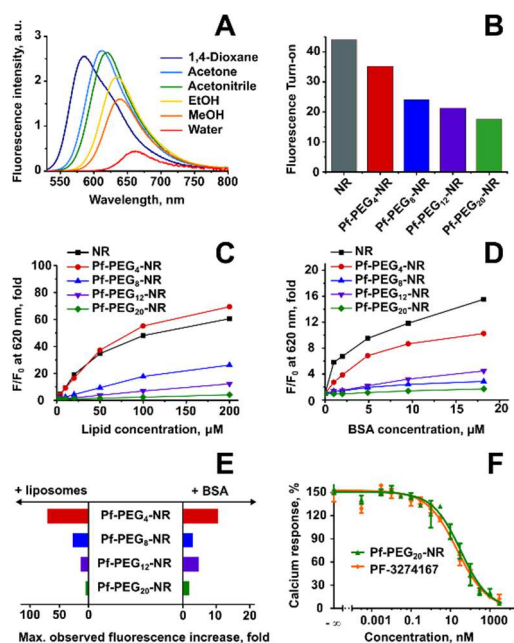 A
Fluorescence intensity, a.u.
3
2
1
0
1,4-Dioxane
Acetone
Acetonitrile
EtOH
MeOH
Water
550 600 650 700 750 800
Wavelength, nm
B
Fluorescence Turn-on
40
30
20
10
0
NR
Pf-PEG4-NR
Pf-PEG8-NR
Pf-PEG12-NR
Pf-PEG20-NR
C
F/F0 at 620 nm, fold
100
80
60
40
20
0
NR
Pf-PEG4-NR
Pf-PEG8-NR
Pf-PEG12-NR
Pf-PEG20-NR
0 50 100 150 200
Lipid concentration, µM
D
F/F0 at 620 nm, fold
16
12
8
4
0
NR
Pf-PEG4-NR
Pf-PEG8-NR
Pf-PEG12-NR
Pf-PEG20-NR
0 5 10 15 20
BSA concentration, µM
E
+ liposomes
+ BSA
Pf-PEG4-NR
Pf-PEG8-NR
Pf-PEG12-NR
Pf-PEG20-NR
100 50 0 0 10 20
Max. observed fluorescence increase, fold
F
Calcium response, %
150
120
90
60
30
0
Pf-PEG20-NR
PF-3274167
- ∞ 0.001 0.1 10 1000
Concentration, nM